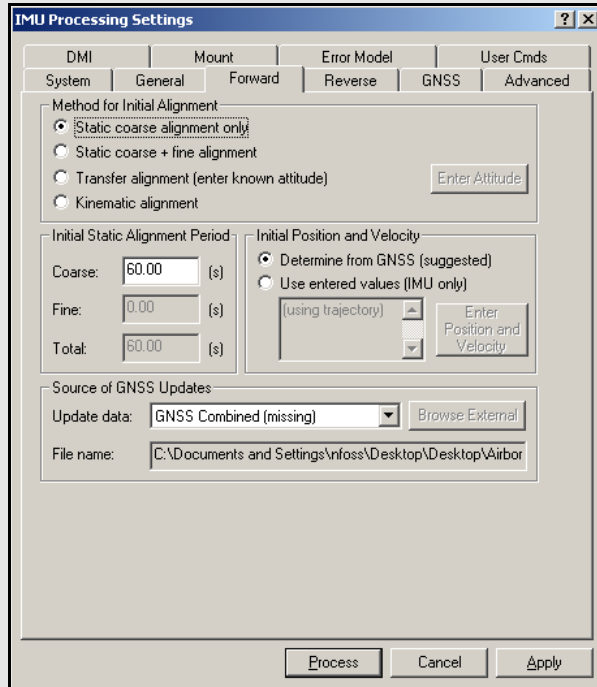 IMU Processing Settings
DMI Mount Error Model User Cmds
System General Forward Reverse GNSS Advanced
Method for Initial Alignment
Static coarse alignment only
Static coarse + fine alignment
Transfer alignment (enter known attitude) Enter Attitude
Kinematic alignment
Initial Static Alignment Period
Coarse: 60.00 (s)
Fine: 0.00 (s)
Total: 60.00 (s)
Initial Position and Velocity
Determine from GNSS (suggested)
Use entered values (IMU only)
(using trajectory)
Enter
Position and
Velocity
Source of GNSS Updates
Update data: GNSS Combined (missing) Browse External
File name: C:\Documents and Settings\nfoss\Desktop\Desktop\Airbor
Process Cancel Apply